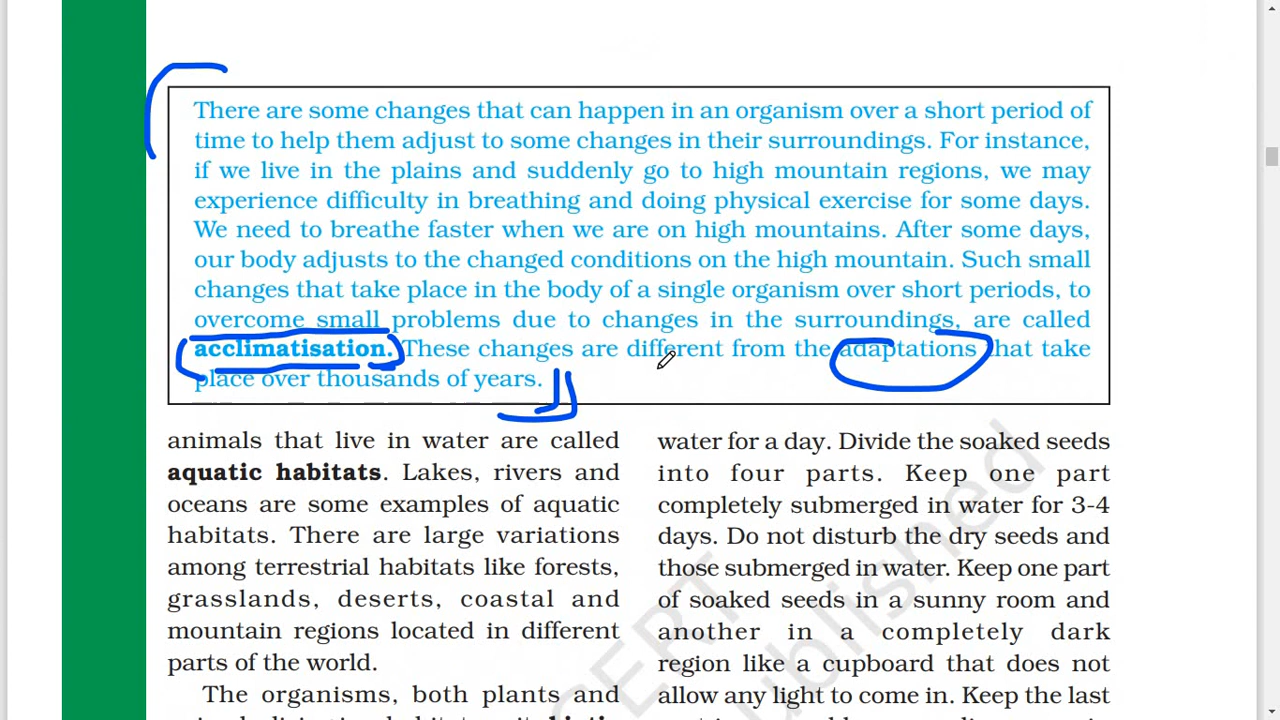 There are some changes that can happen in an organism over a short period of
time to help them adjust to some changes in their surroundings. For instance,
if we live in the plains and suddenly go to high mountain regions, we may
experience difficulty in breathing and doing physical exercise for some days.
We need to breathe faster when we are on high mountains. After some days,
our body adjusts to the changed conditions on the high mountain. Such small
changes that take place in the body of a single organism over short periods, to
overcome small problems due to changes in the surroundings, are called
acclimatisation. These changes are different from the adaptations that take
place over thousands of years.
animals that live in water are called
aquatic habitats. Lakes, rivers and
oceans are some examples of aquatic
habitats. There are large variations
among terrestrial habitats like forests,
grasslands, deserts, coastal and
mountain regions located in different
parts of the world.
The organisms, both plants and
water for a day. Divide the soaked seeds
into four parts. Keep one part
completely submerged in water for 3-4
days. Do not disturb the dry seeds and
those submerged in water. Keep one part
of soaked seeds in a sunny room and
another in a completely dark
region like a cupboard that does not
allow any light to come in. Keep the last